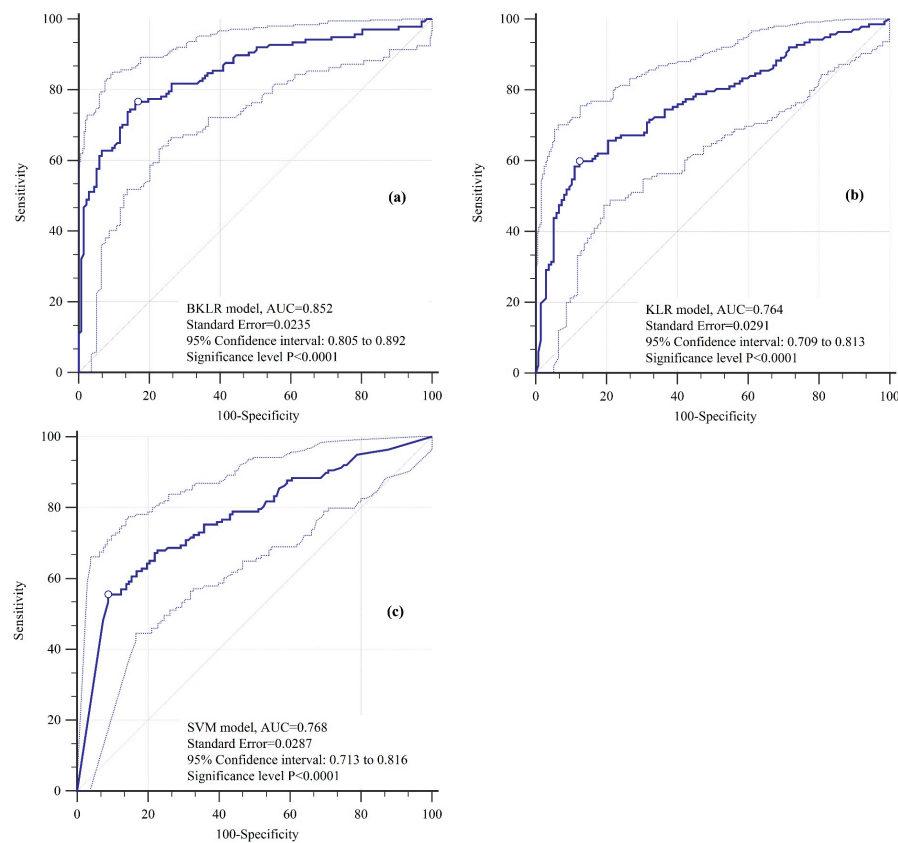 100
80
60
40
20
0
Sensitivity
(a)
BKLR model, AUC=0.852
Standard Error=0.0235
95% Confidence interval: 0.805 to 0.892
Significance level P<0.0001
0 20 40 60 80 100
100-Specificity
100
80
60
40
20
0
Sensitivity
(b)
KLR model, AUC=0.764
Standard Error=0.0291
95% Confidence interval: 0.709 to 0.813
Significance level P<0.0001
0 20 40 60 80 100
100-Specificity
100
80
60
40
20
0
Sensitivity
(c)
SVM model, AUC=0.768
Standard Error=0.0287
95% Confidence interval: 0.713 to 0.816
Significance level P<0.0001
0 20 40 60 80 100
100-Specificity